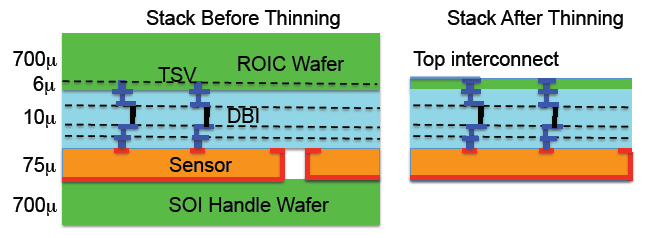 Stack Before Thinning
Stack After Thinning
700μ
ROIC Wafer
Top interconnect
6μ
TSV
10μ
DBI
75μ
Sensor
700μ
SOI Handle Wafer